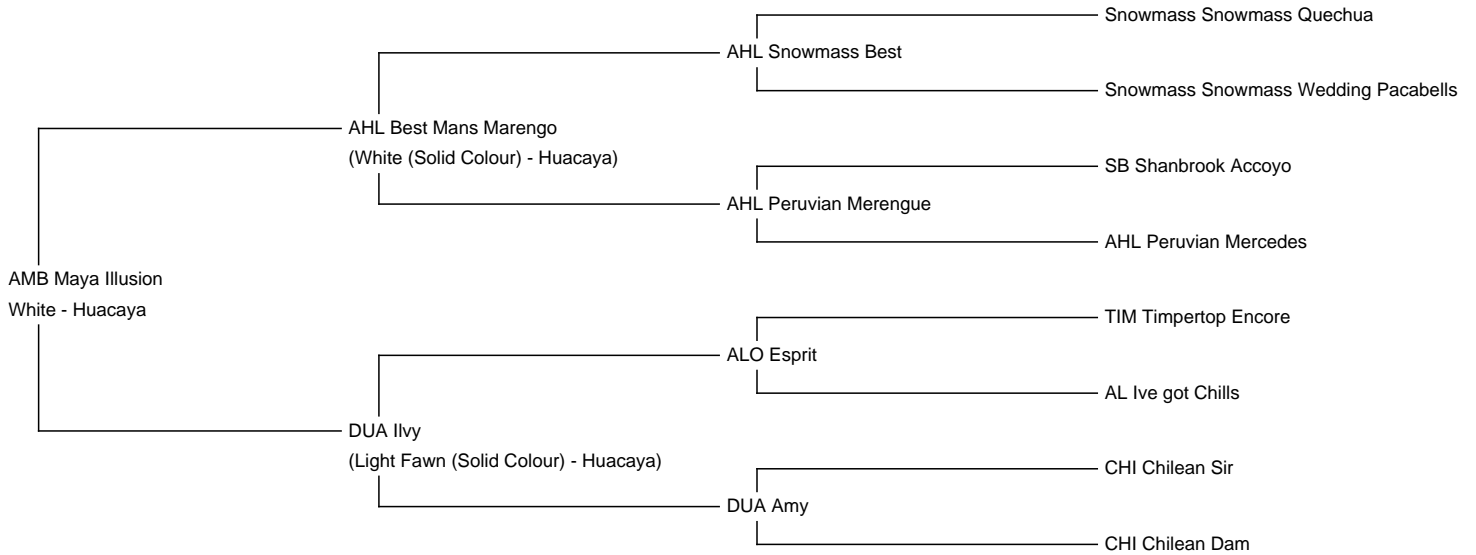 Snowmass Snowmass Quechua
AHL Snowmass Best
Snowmass Snowmass Wedding Pacabells
AHL Best Mans Marengo
(White (Solid Colour) - Huacaya)
SB Shanbrook Accoyo
AHL Peruvian Merengue
AHL Peruvian Mercedes
AMB Maya Illusion
White - Huacaya
TIM Timpertop Encore
ALO Esprit
AL Ive got Chills
DUA Ilvy
(Light Fawn (Solid Colour) - Huacaya)
CHI Chilean Sir
DUA Amy
CHI Chilean Dam